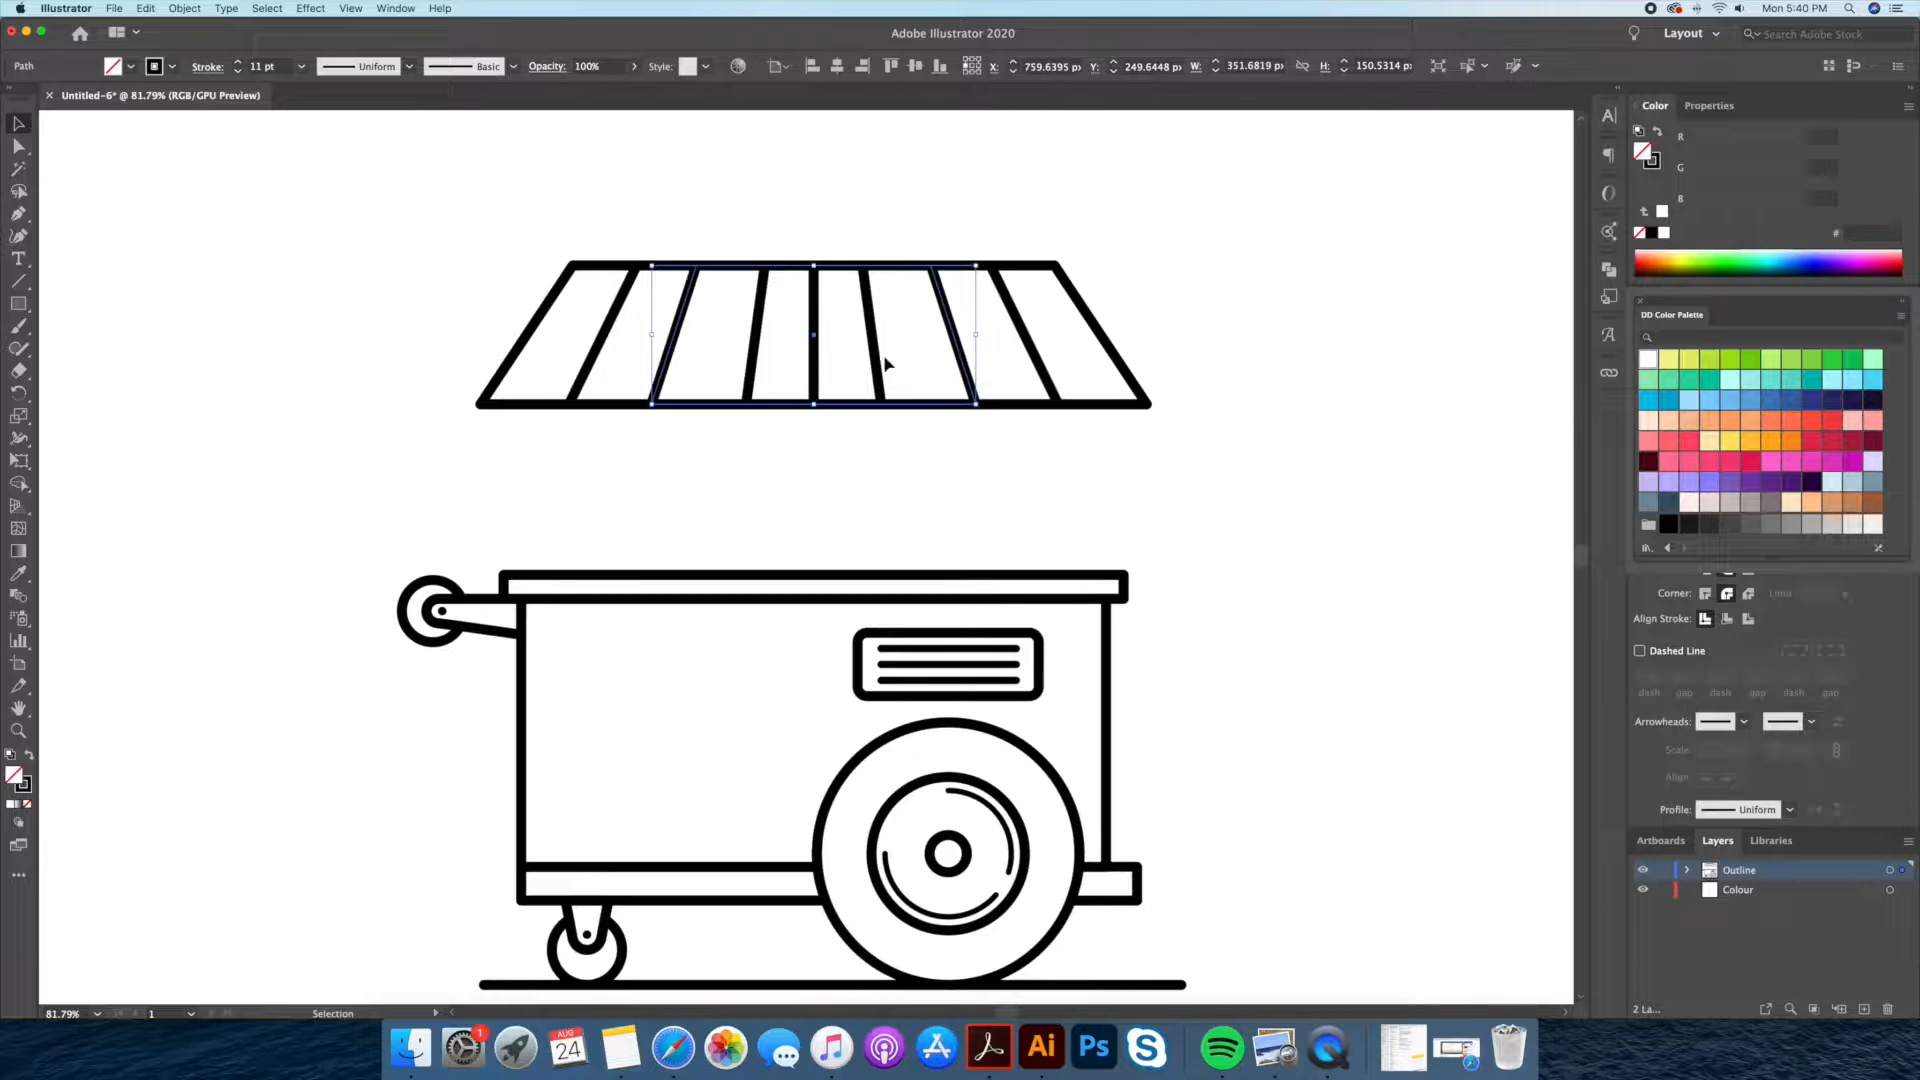 Illustrator File Edit Object Type Select Effect View Window Help Mon 5:40 PM
Adobe Illustrator 2020 Layout Search Adobe Stock
Path Stroke: 11 pt Uniform Basic Opacity: 100% Style: X: 759.6395 p Y: 249.6448 p W: 351.6819 p H: 150.5314 p
Untitled-6* @ 81.79% (RGB/GPU Preview)
Color Properties
R
G
B
#
DD Color Palette
Corner:
Align Stroke:
Dashed Line
dash gap dash gap dash gap
Arrowheads:
Scale:
Align:
Profile: Uniform
Artboards Layers Libraries
Outline
Colour
2 La...
81.79% 1 Selection
AUG
24
1
Ai Ps S